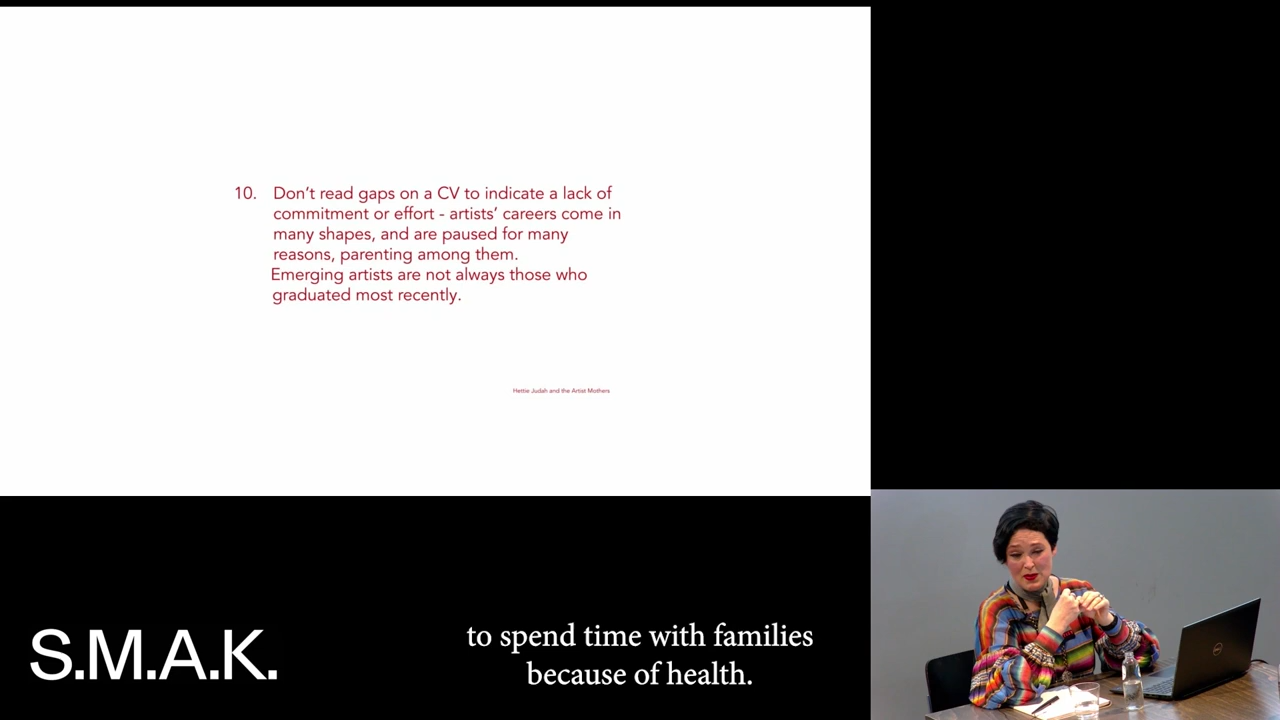 10. Don't read gaps on a CV to indicate a lack of
commitment or effort - artists' careers come in
many shapes, and are paused for many
reasons, parenting among them.
Emerging artists are not always those who
graduated most recently.
Hettie Judah and the Artist Mothers
S.M.A.K.
to spend time with families
because of health.
DELL